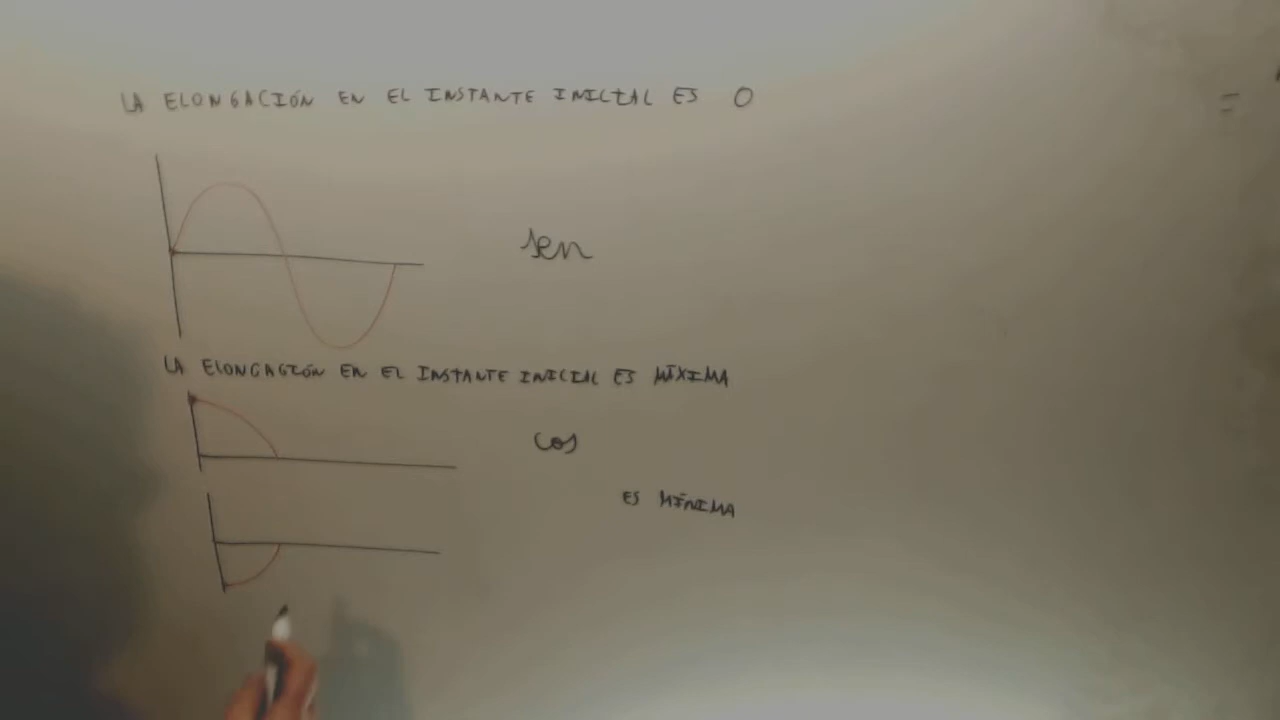 LA ELONGACIÓN EN EL INSTANTE INICIAL ES 0
=
sen
LA ELONGACIÓN EN EL INSTANTE INICIAL ES MÁXIMA
cos
ES MÍNIMA